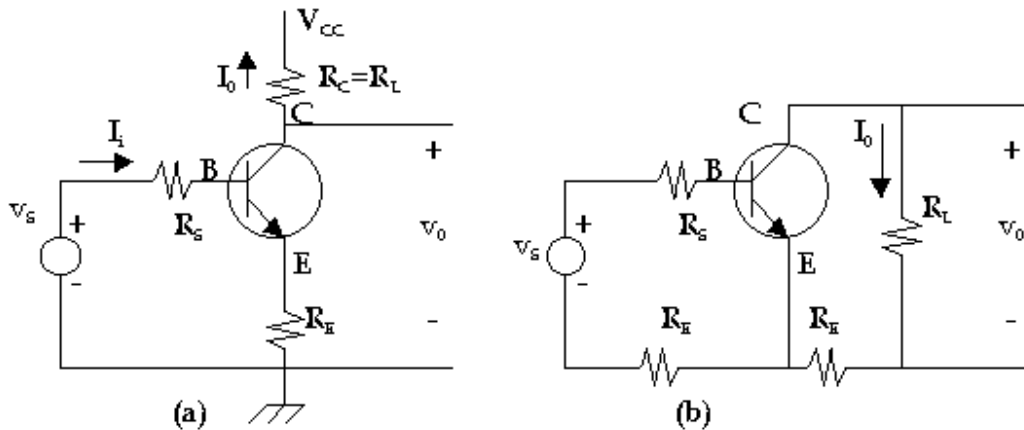 V_CC
I_0
R_C=R_L
C
I_i
B
R_S
v_s
+
-
E
R_E
+
v_0
-
(a)
C
I_0
B
R_S
R_L
v_s
+
-
E
R_E
R_E
+
v_0
-
(b)